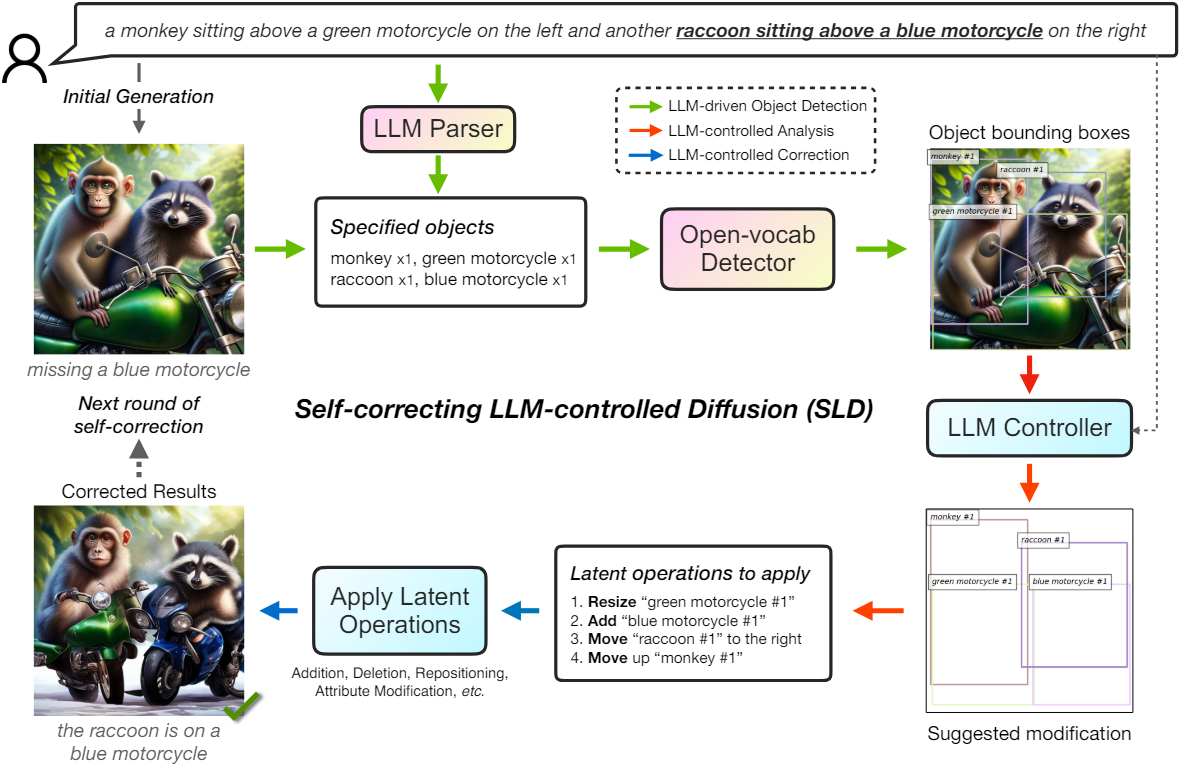 a monkey sitting above a green motorcycle on the left and another raccoon sitting above a blue motorcycle on the right
Initial Generation
LLM Parser
LLM-driven Object Detection
LLM-controlled Analysis
LLM-controlled Correction
Object bounding boxes
monkey #1
raccoon #1
green motorcycle #1
Specified objects
monkey x1, green motorcycle x1
raccoon x1, blue motorcycle x1
Open-vocab
Detector
missing a blue motorcycle
Next round of
self-correction
Self-correcting LLM-controlled Diffusion (SLD)
LLM Controller
Corrected Results
monkey #1
raccoon #1
green motorcycle #1
blue motorcycle #1
Latent operations to apply
1. Resize “green motorcycle #1”
2. Add “blue motorcycle #1”
3. Move “raccoon #1” to the right
4. Move up “monkey #1”
Apply Latent
Operations
Addition, Deletion, Repositioning,
Attribute Modification, etc.
the raccoon is on a
blue motorcycle
Suggested modification